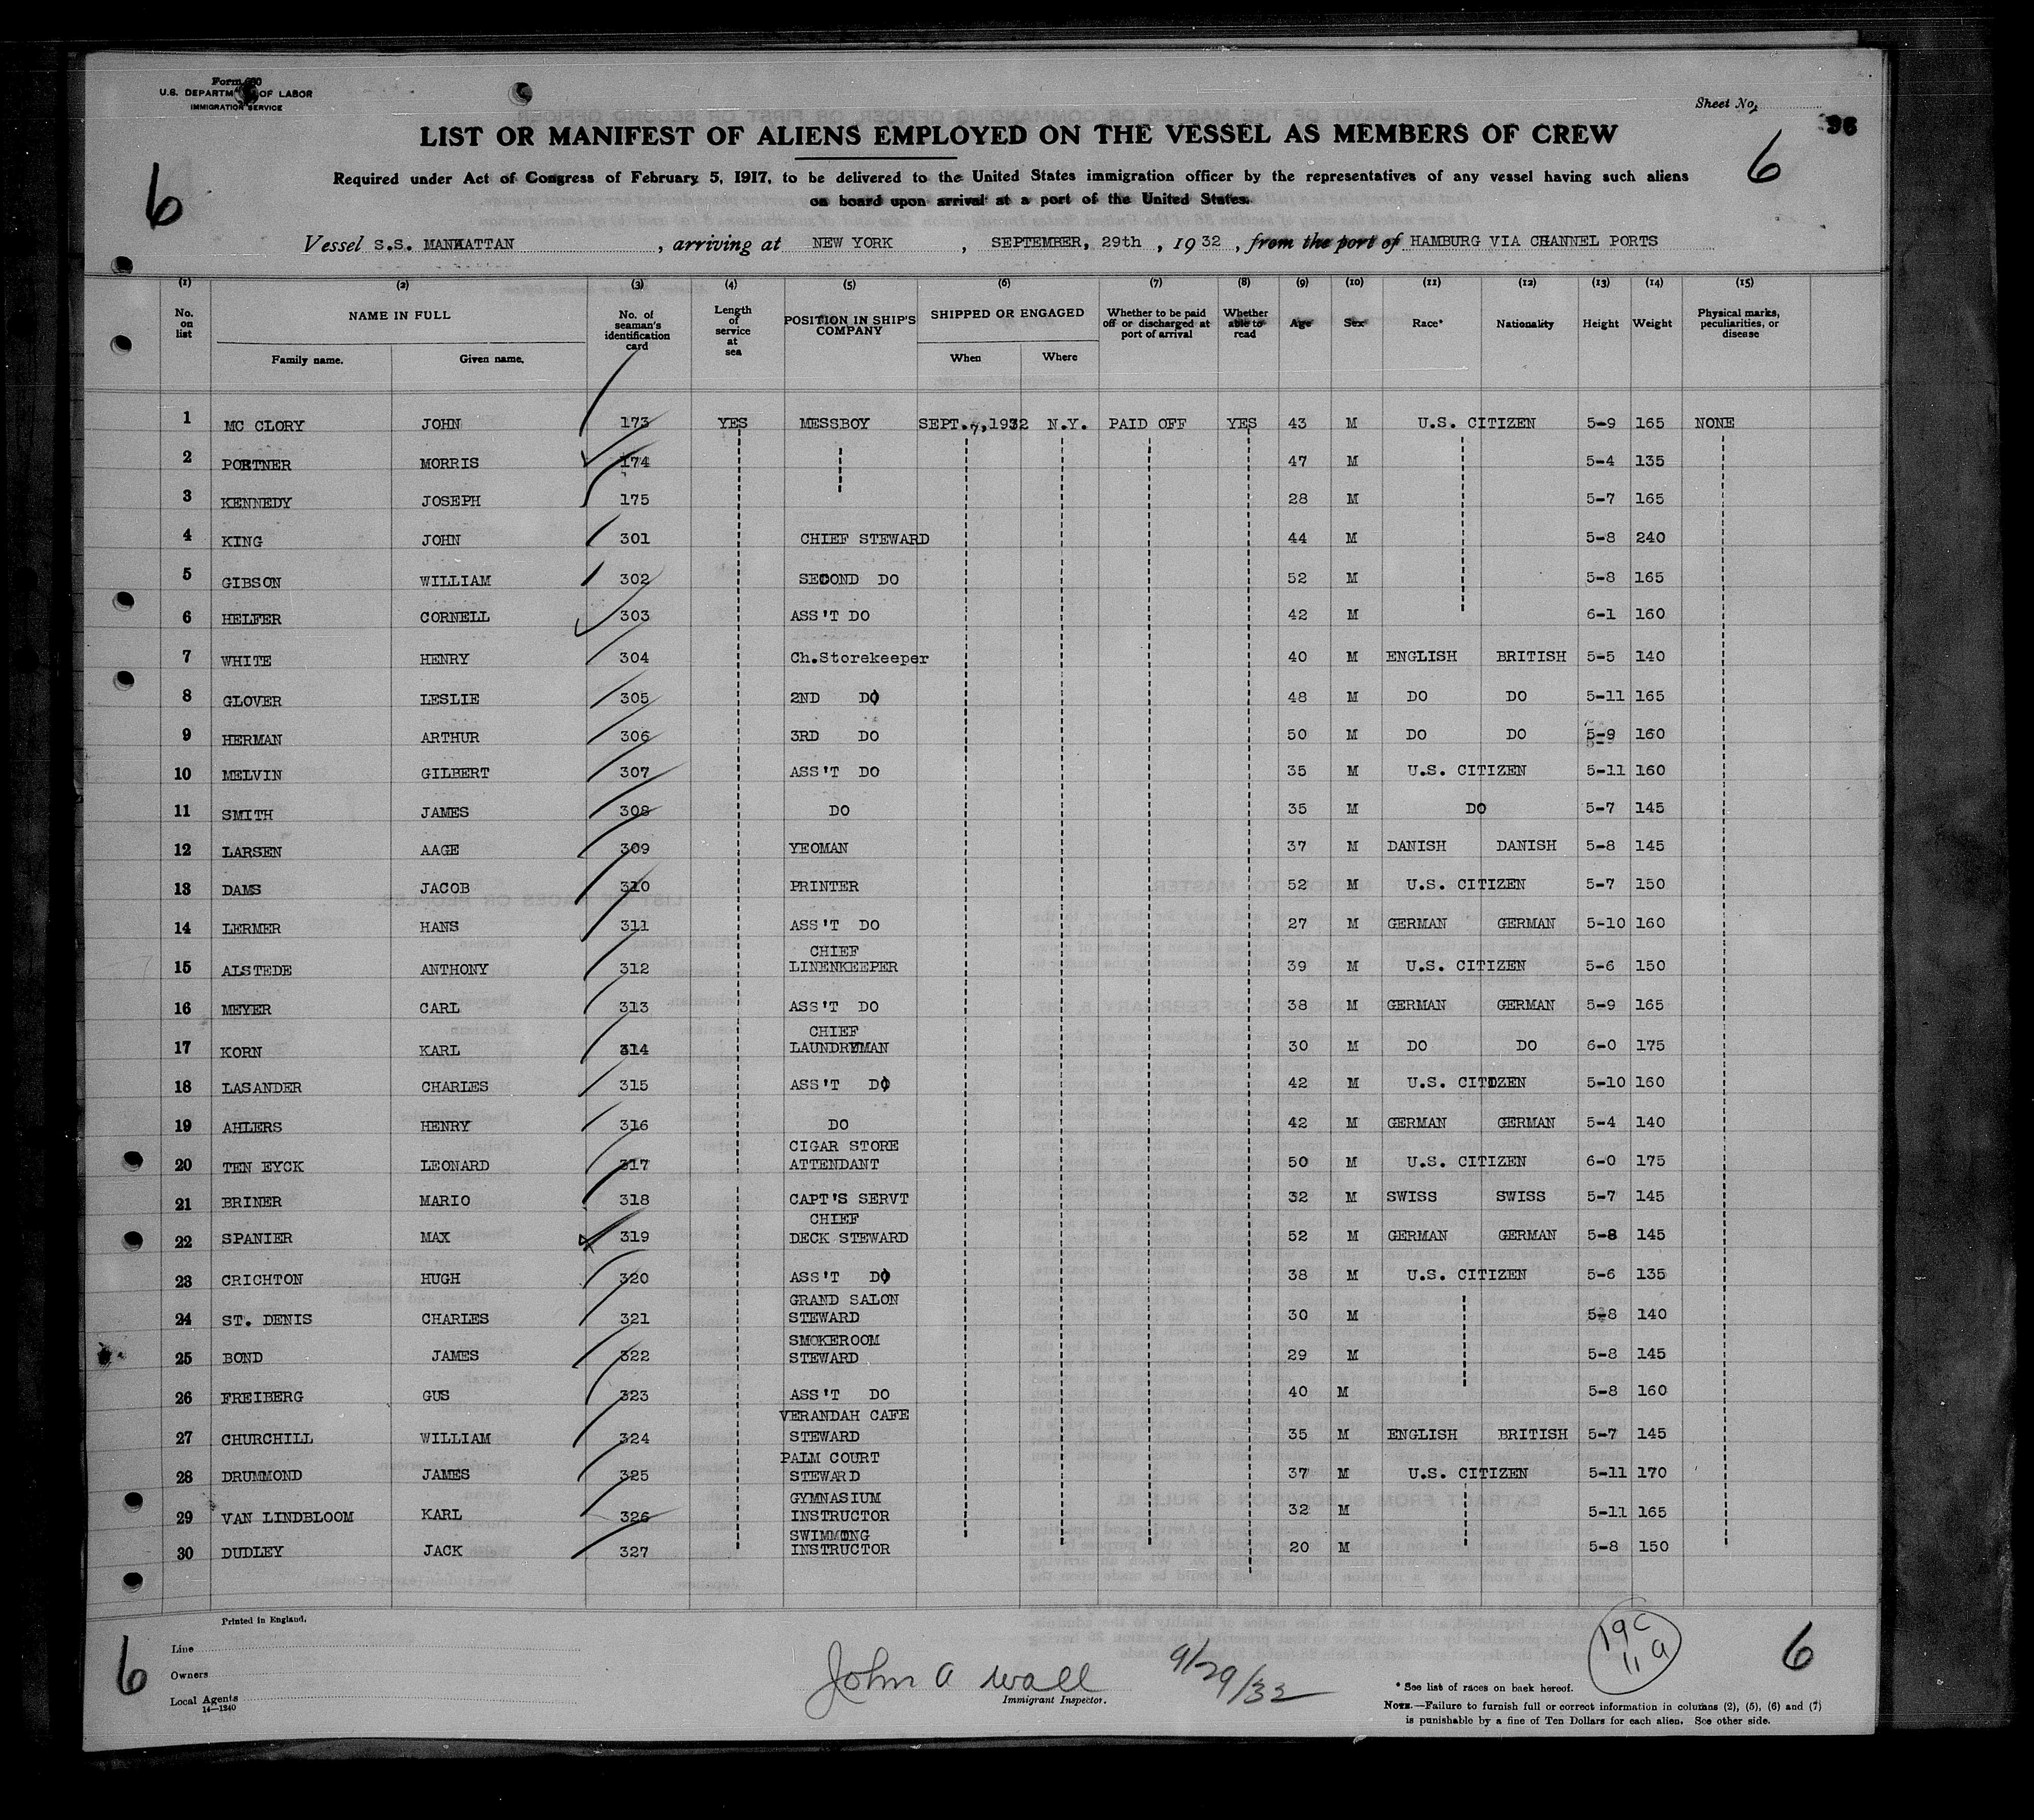 Form 680
U.S. DEPARTMENT OF LABOR
IMMIGRATION SERVICE
Sheet No.
96
6
6
LIST OR MANIFEST OF ALIENS EMPLOYED ON THE VESSEL AS MEMBERS OF CREW
Required under Act of Congress of February 5, 1917, to be delivered to the United States immigration officer by the representatives of any vessel having such aliens
on board upon arrival at a port of the United States.
Vessel S.S. MANHATTAN, arriving at NEW YORK, SEPTEMBER, 29th, 1932, from the port of HAMBURG VIA CHANNEL PORTS
(1) (2) (3) (4) (5) (6) (7) (8) (9) (10) (11) (12) (13) (14) (15)
No. on list NAME IN FULL Family name. Given name. No. of seaman's identification card Length of service at sea POSITION IN SHIP'S COMPANY SHIPPED OR ENGAGED When Where Whether to be paid off or discharged at port of arrival Whether able to read Age Sex Race* Nationality Height Weight Physical marks, peculiarities, or disease
1 MC CLORY JOHN 173 YES MESSBOY SEPT.7,1932 N.Y. PAID OFF YES 43 M U.S. CITIZEN 5-9 165 NONE
2 PORTNER MORRIS 174 47 M 5-4 135
3 KENNEDY JOSEPH 175 28 M 5-7 165
4 KING JOHN 301 CHIEF STEWARD 44 M 5-8 240
5 GIBSON WILLIAM 302 SECOND DO 52 M 5-8 165
6 HELFER CORNELL 303 ASS'T DO 42 M 6-1 160
7 WHITE HENRY 304 Ch.Storekeeper 40 M ENGLISH BRITISH 5-5 140
8 GLOVER LESLIE 305 2ND DO 48 M DO DO 5-11 165
9 HERMAN ARTHUR 306 3RD DO 50 M DO DO 5-9 160
10 MELVIN GILBERT 307 ASS'T DO 35 M U.S. CITIZEN 5-11 160
11 SMITH JAMES 308 DO 35 M DO 5-7 145
12 LARSEN AAGE 309 YEOMAN 37 M DANISH DANISH 5-8 145
13 DAMS JACOB 310 PRINTER 52 M U.S. CITIZEN 5-7 150
14 LERMER HANS 311 ASS'T DO 27 M GERMAN GERMAN 5-10 160
15 ALSTEDE ANTHONY 312 CHIEF LINENKEEPER 39 M U.S. CITIZEN 5-6 150
16 MEYER CARL 313 ASS'T DO 38 M GERMAN GERMAN 5-9 165
17 KORN KARL 314 CHIEF LAUNDRYMAN 30 M DO DO 6-0 175
18 LASANDER CHARLES 315 ASS'T DO 42 M U.S. CITIZEN 5-10 160
19 AHLERS HENRY 316 DO 42 M GERMAN GERMAN 5-4 140
20 TEN EYCK LEONARD 317 CIGAR STORE ATTENDANT 50 M U.S. CITIZEN 6-0 175
21 BRINER MARIO 318 CAPT'S SERVT 32 M SWISS SWISS 5-7 145
22 SPANIER MAX 319 CHIEF DECK STEWARD 52 M GERMAN GERMAN 5-8 145
23 CRICHTON HUGH 320 ASS'T DO 38 M U.S. CITIZEN 5-6 135
24 ST. DENIS CHARLES 321 GRAND SALON STEWARD 30 M 5-8 140
25 BOND JAMES 322 SMOKEROOM STEWARD 29 M 5-8 145
26 FREIBERG GUS 323 ASS'T DO 40 M 5-8 160
27 CHURCHILL WILLIAM 324 VERANDAH CAFE STEWARD 35 M ENGLISH BRITISH 5-7 145
28 DRUMMOND JAMES 325 PALM COURT STEWARD 37 M U.S. CITIZEN 5-11 170
29 VAN LINDBLOOM KARL 326 GYMNASIUM INSTRUCTOR 32 M 5-11 165
30 DUDLEY JACK 327 SWIMMING INSTRUCTOR 20 M 5-8 150
Printed in England.
Line
Owners
Local Agents
14—1240
6
John A Wall 9/29/32
Immigrant Inspector.
19C
11a
6
* See list of races on back hereof.
NOTE.—Failure to furnish full or correct information in columns (2), (5), (6) and (7)
is punishable by a fine of Ten Dollars for each alien. See other side.